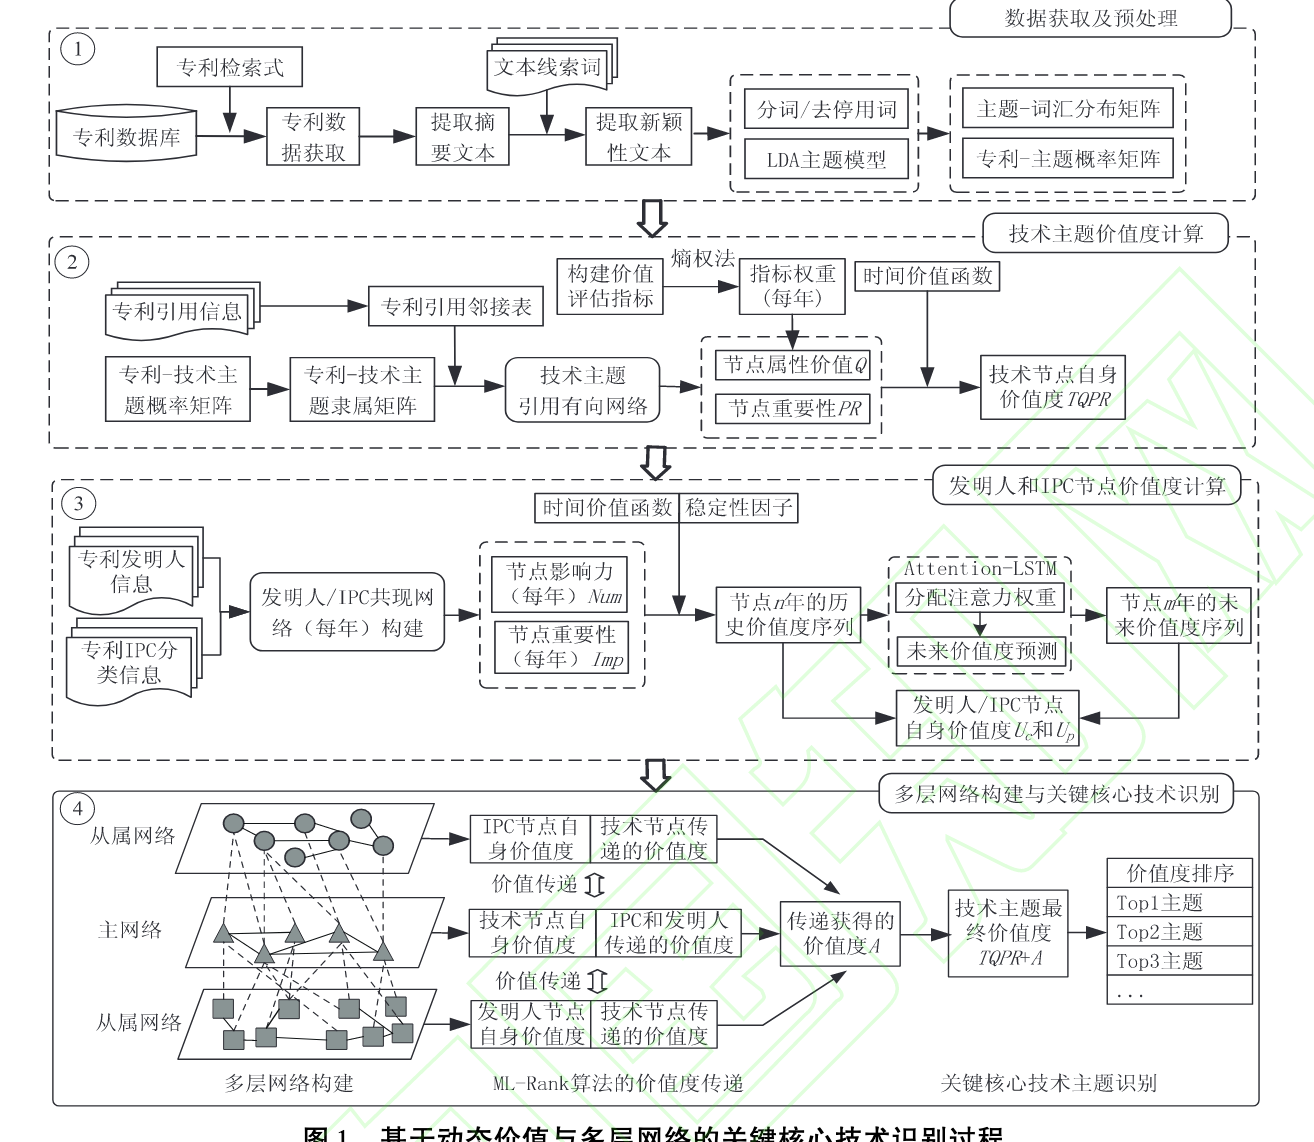 数据获取及预处理
①
专利检索式
文本线索词
专利数据库
专利数
据获取
提取摘
要文本
提取新颖
性文本
分词/去停用词
LDA主题模型
主题-词汇分布矩阵
专利-主题概率矩阵
技术主题价值度计算
②
专利引用信息
专利引用邻接表
构建价值
评估指标
熵权法
指标权重
(每年)
时间价值函数
专利-技术主
题概率矩阵
专利-技术主
题隶属矩阵
技术主题
引用有向网络
节点属性价值Q
节点重要性PR
技术节点自身
价值度TQPR
发明人和IPC节点价值度计算
③
时间价值函数
稳定性因子
专利发明人
信息
专利IPC分
类信息
发明人/IPC共现网
络（每年）构建
节点影响力
（每年）Num
节点重要性
（每年）Imp
节点n年的历
史价值度序列
Attention-LSTM
分配注意力权重
未来价值度预测
节点m年的未
来价值度序列
发明人/IPC节点
自身价值度Uc和Up
多层网络构建与关键核心技术识别
④
从属网络
主网络
从属网络
IPC节点自
身价值度
技术节点传
递的价值度
价值传递
技术节点自
身价值度
IPC和发明人
传递的价值度
价值传递
发明人节点
自身价值度
技术节点传
递的价值度
传递获得的
价值度A
技术主题最
终价值度
TQPR+A
价值度排序
Top1主题
Top2主题
Top3主题
...
多层网络构建
ML-Rank算法的价值度传递
关键核心技术主题识别
图1 基于动态价值与多层网络的关键核心技术识别过程